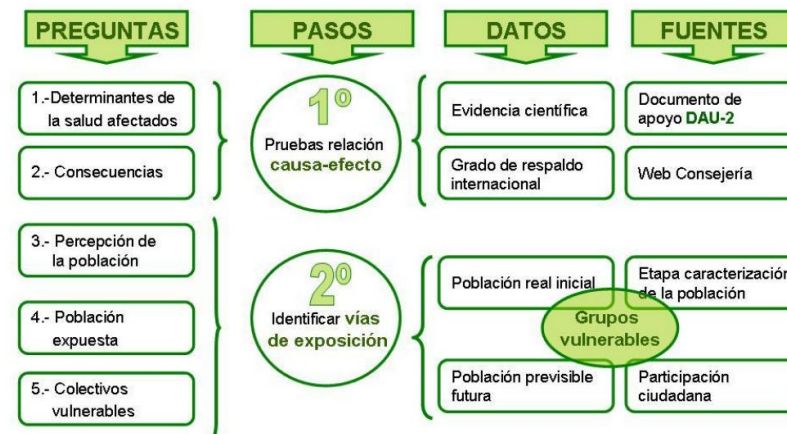 PREGUNTAS
PASOS
DATOS
FUENTES
1.-Determinantes de
la salud afectados
2.- Consecuencias
3.- Percepción de
la población
4.- Población
expuesta
5.- Colectivos
vulnerables
1º
Pruebas relación
causa-efecto
2º
Identificar vías
de exposición
Evidencia científica
Grado de respaldo
internacional
Población real inicial
Población previsible
futura
Documento de
apoyo DAU-2
Web Consejería
Etapa caracterización
de la población
Grupos
vulnerables
Participación
ciudadana